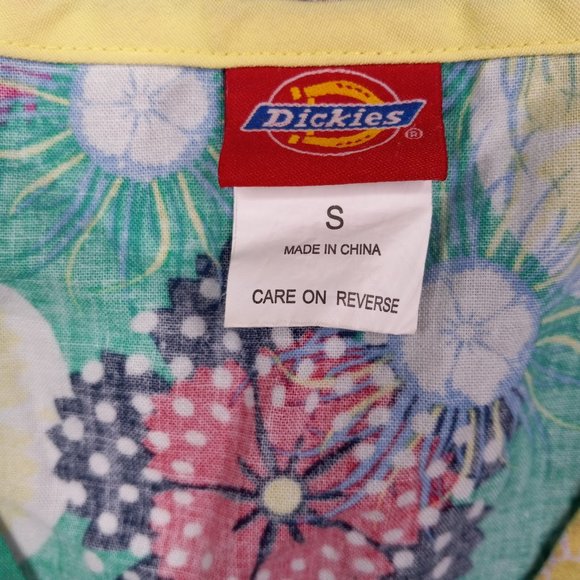 Dickies
®
S
MADE IN CHINA
CARE ON REVERSE